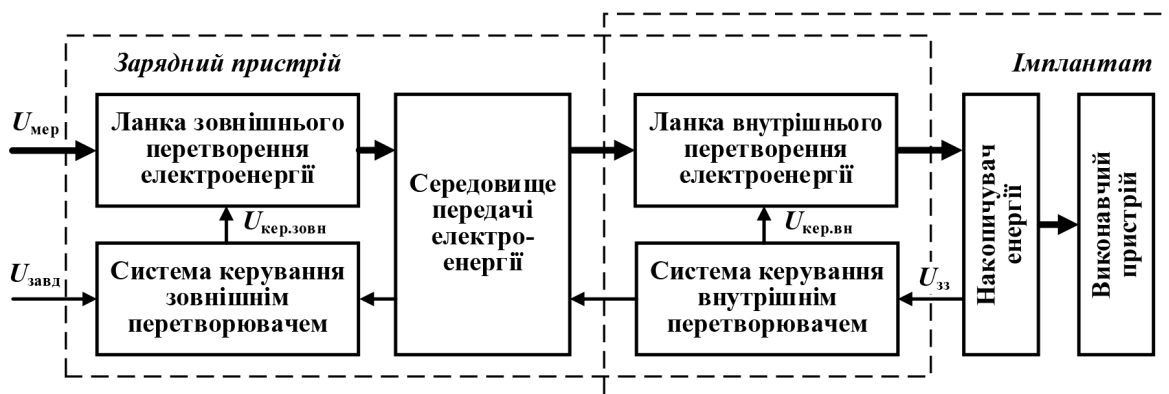 Зарядний пристрій
Імплантат
Uмер
Ланка зовнішнього
перетворення
електроенергії
Середовище
передачі
електро-
енергії
Ланка внутрішнього
перетворення
електроенергії
Накопичувач
енергії
Виконавчий
пристрій
Uкер.зовн
Uкер.вн
Uзавд
Система керування
зовнішнім
перетворювачем
Система керування
внутрішнім
перетворювачем
Uзз